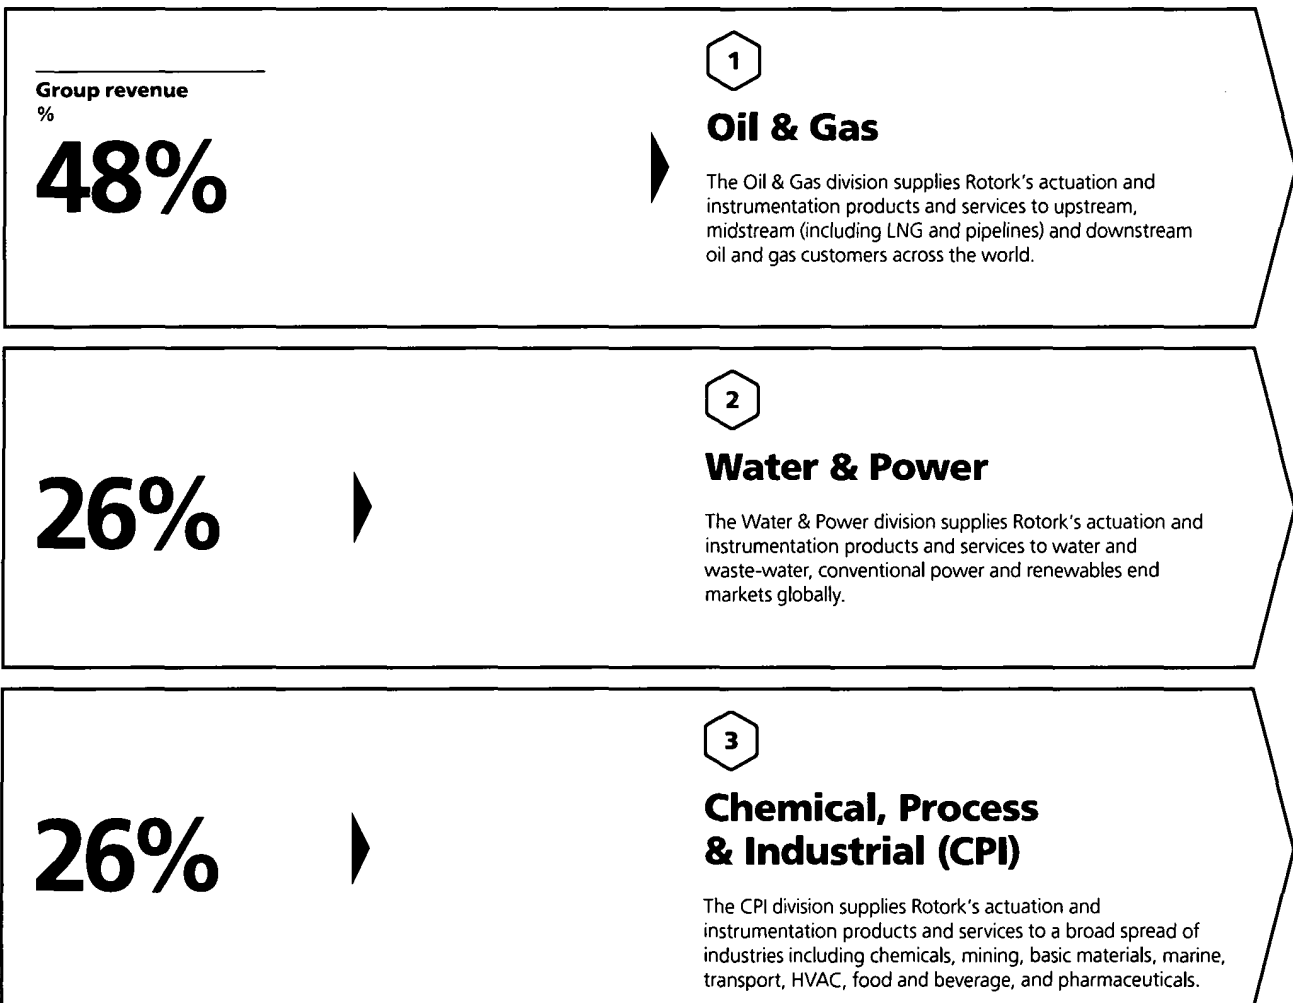 Group revenue
%
48%
1
Oil & Gas
The Oil & Gas division supplies Rotork's actuation and
instrumentation products and services to upstream,
midstream (including LNG and pipelines) and downstream
oil and gas customers across the world.
26%
2
Water & Power
The Water & Power division supplies Rotork's actuation and
instrumentation products and services to water and
waste-water, conventional power and renewables end
markets globally.
26%
3
Chemical, Process
& Industrial (CPI)
The CPI division supplies Rotork's actuation and
instrumentation products and services to a broad spread of
industries including chemicals, mining, basic materials, marine,
transport, HVAC, food and beverage, and pharmaceuticals.